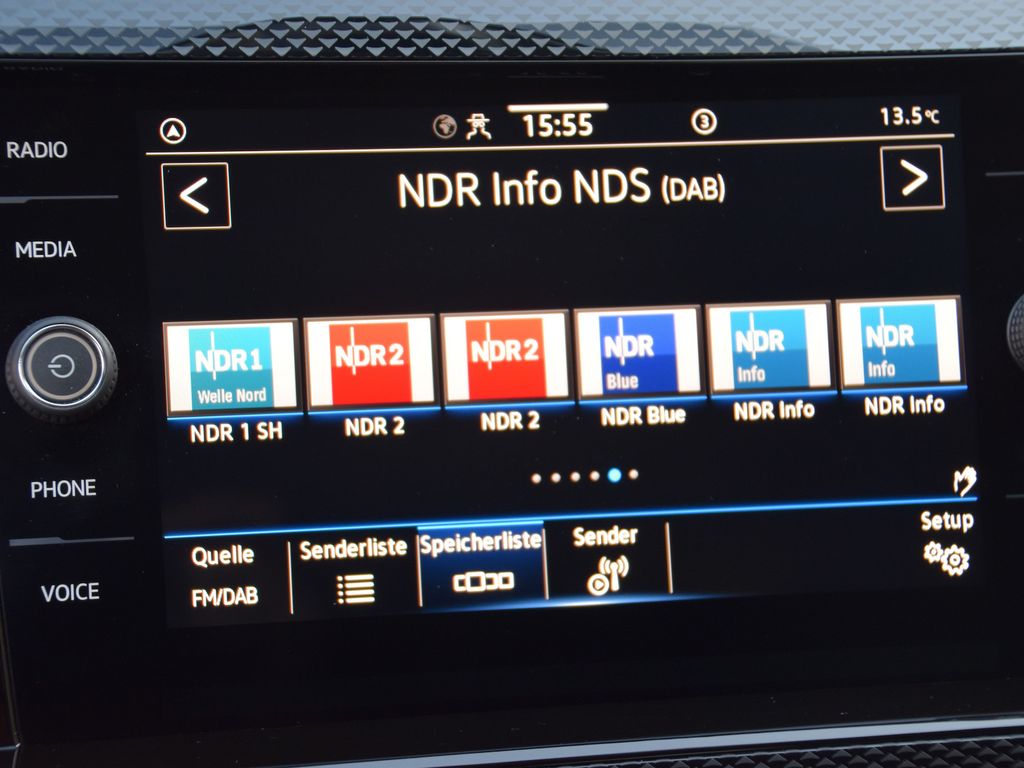 RADIO
MEDIA
PHONE
VOICE
15:55
3
13.5°C
NDR Info NDS (DAB)
NDR 1
Welle Nord
NDR 2
NDR 2
NDR
Blue
NDR
Info
NDR
Info
NDR 1 SH
NDR 2
NDR 2
NDR Blue
NDR Info
NDR Info
Quelle
FM/DAB
Senderliste
Speicherliste
Sender
Setup